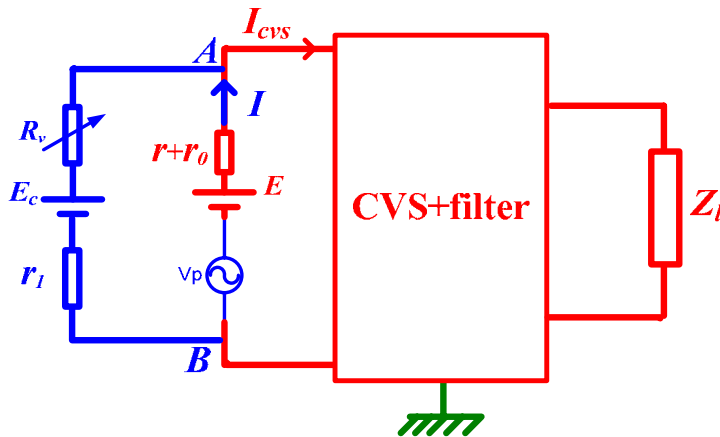 I_cvs
A
I
R_v
r+r_0
E_c
E
CVS+filter
Z_l
r_1
Vp
B